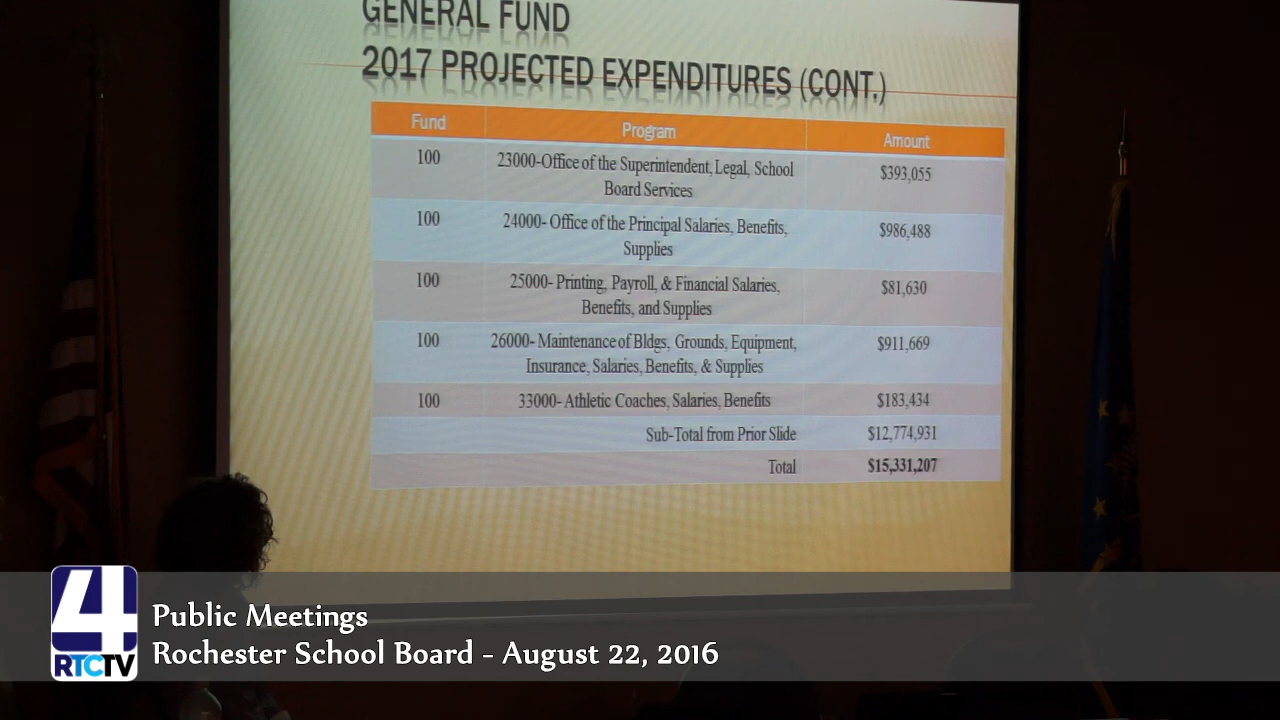 GENERAL FUND
2017 PROJECTED EXPENDITURES (CONT.)
Fund Program Amount
100 23000-Office of the Superintendent, Legal, School $393,055
Board Services
100 24000- Office of the Principal Salaries, Benefits, $986,488
Supplies
100 25000- Printing, Payroll, & Financial Salaries, $81,630
Benefits, and Supplies
100 26000- Maintenance of Bldgs, Grounds, Equipment, $911,669
Insurance, Salaries, Benefits, & Supplies
100 33000- Athletic Coaches, Salaries, Benefits $183,434
Sub-Total from Prior Slide $12,774,931
Total $15,331,207
4
RTCTV
Public Meetings
Rochester School Board - August 22, 2016